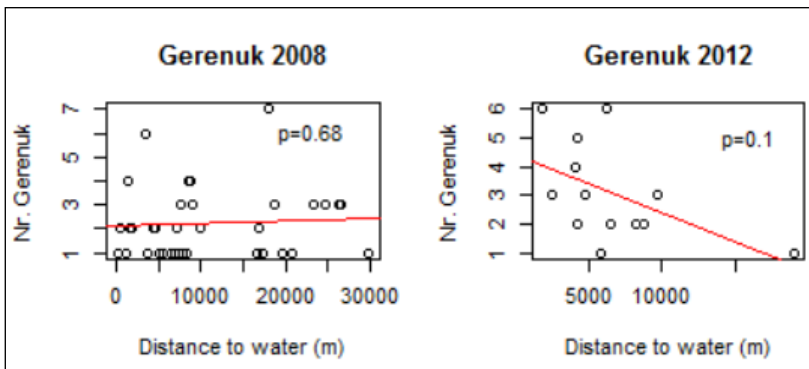 Gerenuk 2008
Nr. Gerenuk
7
5
3
1
p=0.68
0 10000 20000 30000
Distance to water (m)
Gerenuk 2012
Nr. Gerenuk
6
5
4
3
2
1
p=0.1
5000 10000
Distance to water (m)